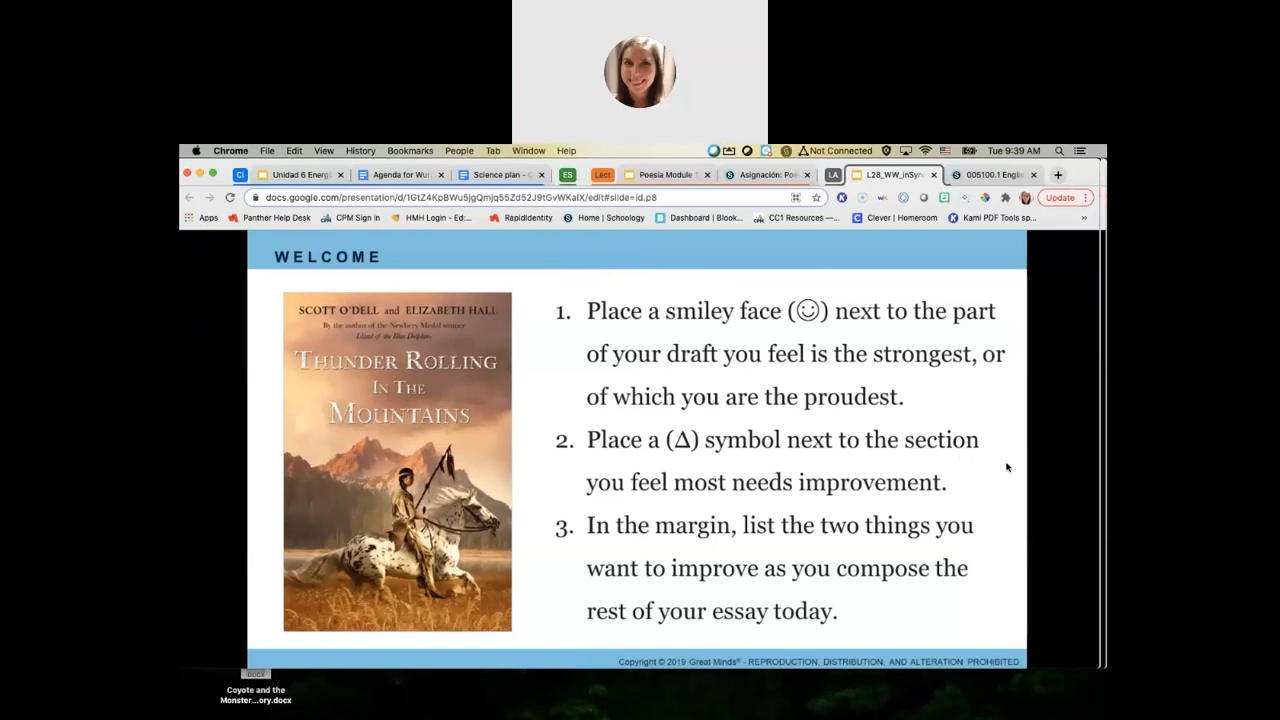 Chrome File Edit View History Bookmarks People Tab Window Help Not Connected Tue 9:39 AM
CI Unidad 6 Energ Agenda for Wor Science plan - G ES Lect Poesia Module 1 Asignación: Poe LA L28_WW_inSyn 005100.1 Englis
docs.google.com/presentation/d/1GtZ4KpBWu5jgQmjq55Zd52J9tGvWKaIX/edit#slide=id.p8 Update
Apps Panther Help Desk CPM Sign in HMH Login - Ed:... RapidIdentity Home | Schoology Dashboard | Blook... CC1 Resources —... Clever | Homeroom Kami PDF Tools sp... »
WELCOME
SCOTT O'DELL and ELIZABETH HALL
By the author of the Newbery Medal winner
Island of the Blue Dolphins
THUNDER ROLLING
IN THE
MOUNTAINS
1. Place a smiley face (☺) next to the part
of your draft you feel is the strongest, or
of which you are the proudest.
2. Place a (Δ) symbol next to the section
you feel most needs improvement.
3. In the margin, list the two things you
want to improve as you compose the
rest of your essay today.
Copyright © 2019 Great Minds® - REPRODUCTION, DISTRIBUTION, AND ALTERATION PROHIBITED
DOCX
Coyote and the
Monster...ory.docx